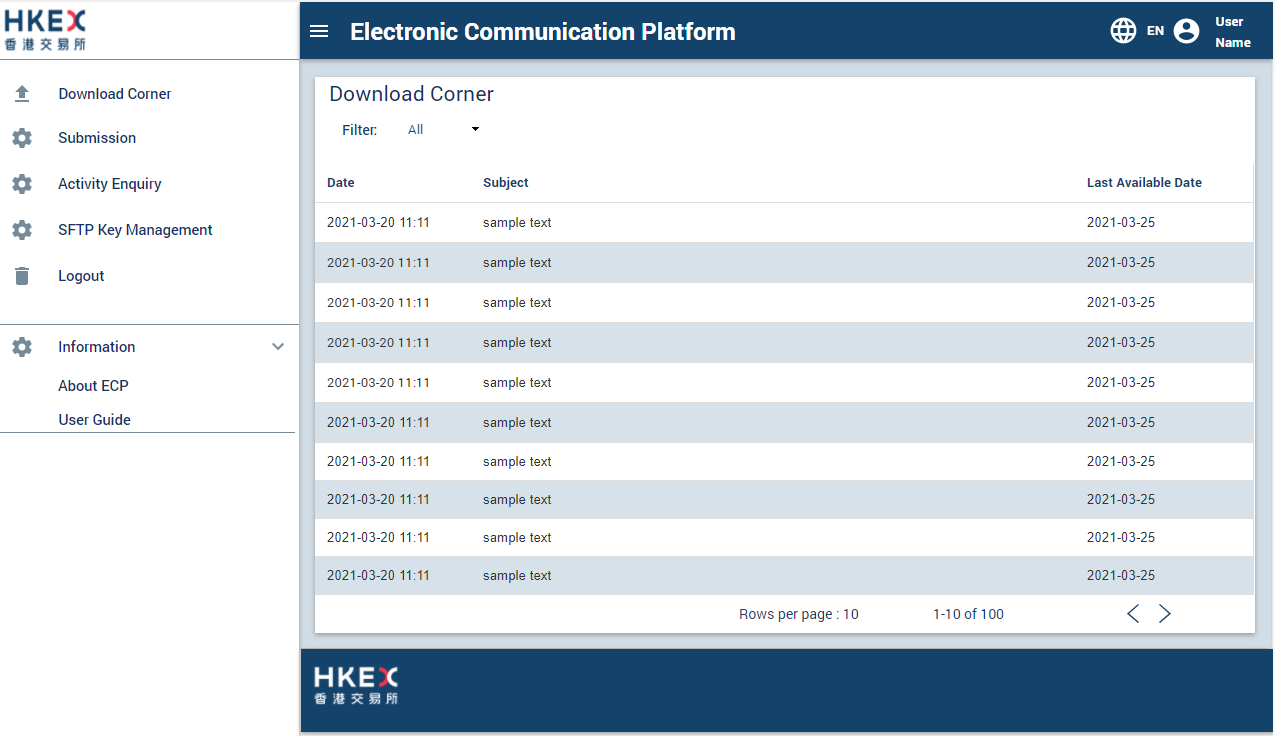 HKEX
香港交易所
Electronic Communication Platform
EN
User
Name
Download Corner
Submission
Activity Enquiry
SFTP Key Management
Logout
Information
About ECP
User Guide
Download Corner
Filter: All
Date Subject Last Available Date
2021-03-20 11:11 sample text 2021-03-25
2021-03-20 11:11 sample text 2021-03-25
2021-03-20 11:11 sample text 2021-03-25
2021-03-20 11:11 sample text 2021-03-25
2021-03-20 11:11 sample text 2021-03-25
2021-03-20 11:11 sample text 2021-03-25
2021-03-20 11:11 sample text 2021-03-25
2021-03-20 11:11 sample text 2021-03-25
2021-03-20 11:11 sample text 2021-03-25
2021-03-20 11:11 sample text 2021-03-25
Rows per page : 10 1-10 of 100
HKEX
香港交易所